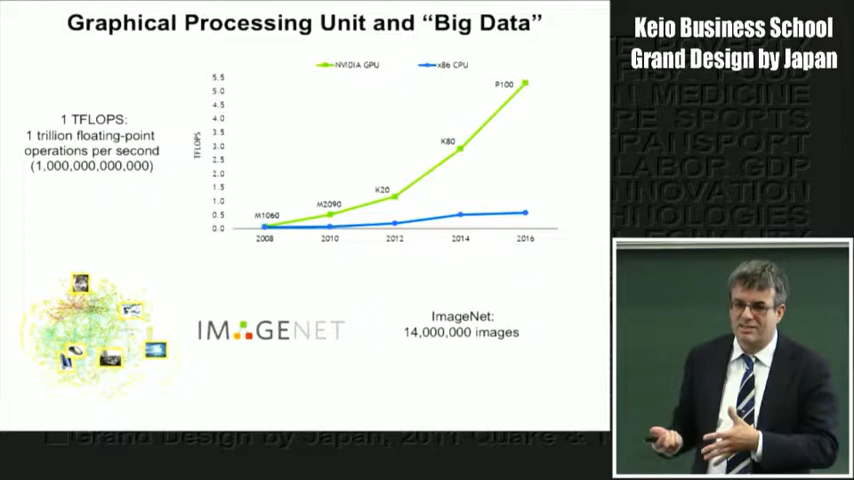 Graphical Processing Unit and “Big Data”
Keio Business School
Grand Design by Japan
NVIDIA GPU
x86 CPU
5.5
5.0
4.5
4.0
3.5
3.0
2.5
2.0
1.5
1.0
0.5
0.0
TFLOPS
P100
K80
K20
M2090
M1060
2008
2010
2012
2014
2016
1 TFLOPS:
1 trillion floating-point
operations per second
(1,000,000,000,000)
IMAGENET
ImageNet:
14,000,000 images
MEDICINE
SPORTS
TRANSPORT
LABOR GDP
INNOVATION
Grand Design by Japan, 2011 Quake &